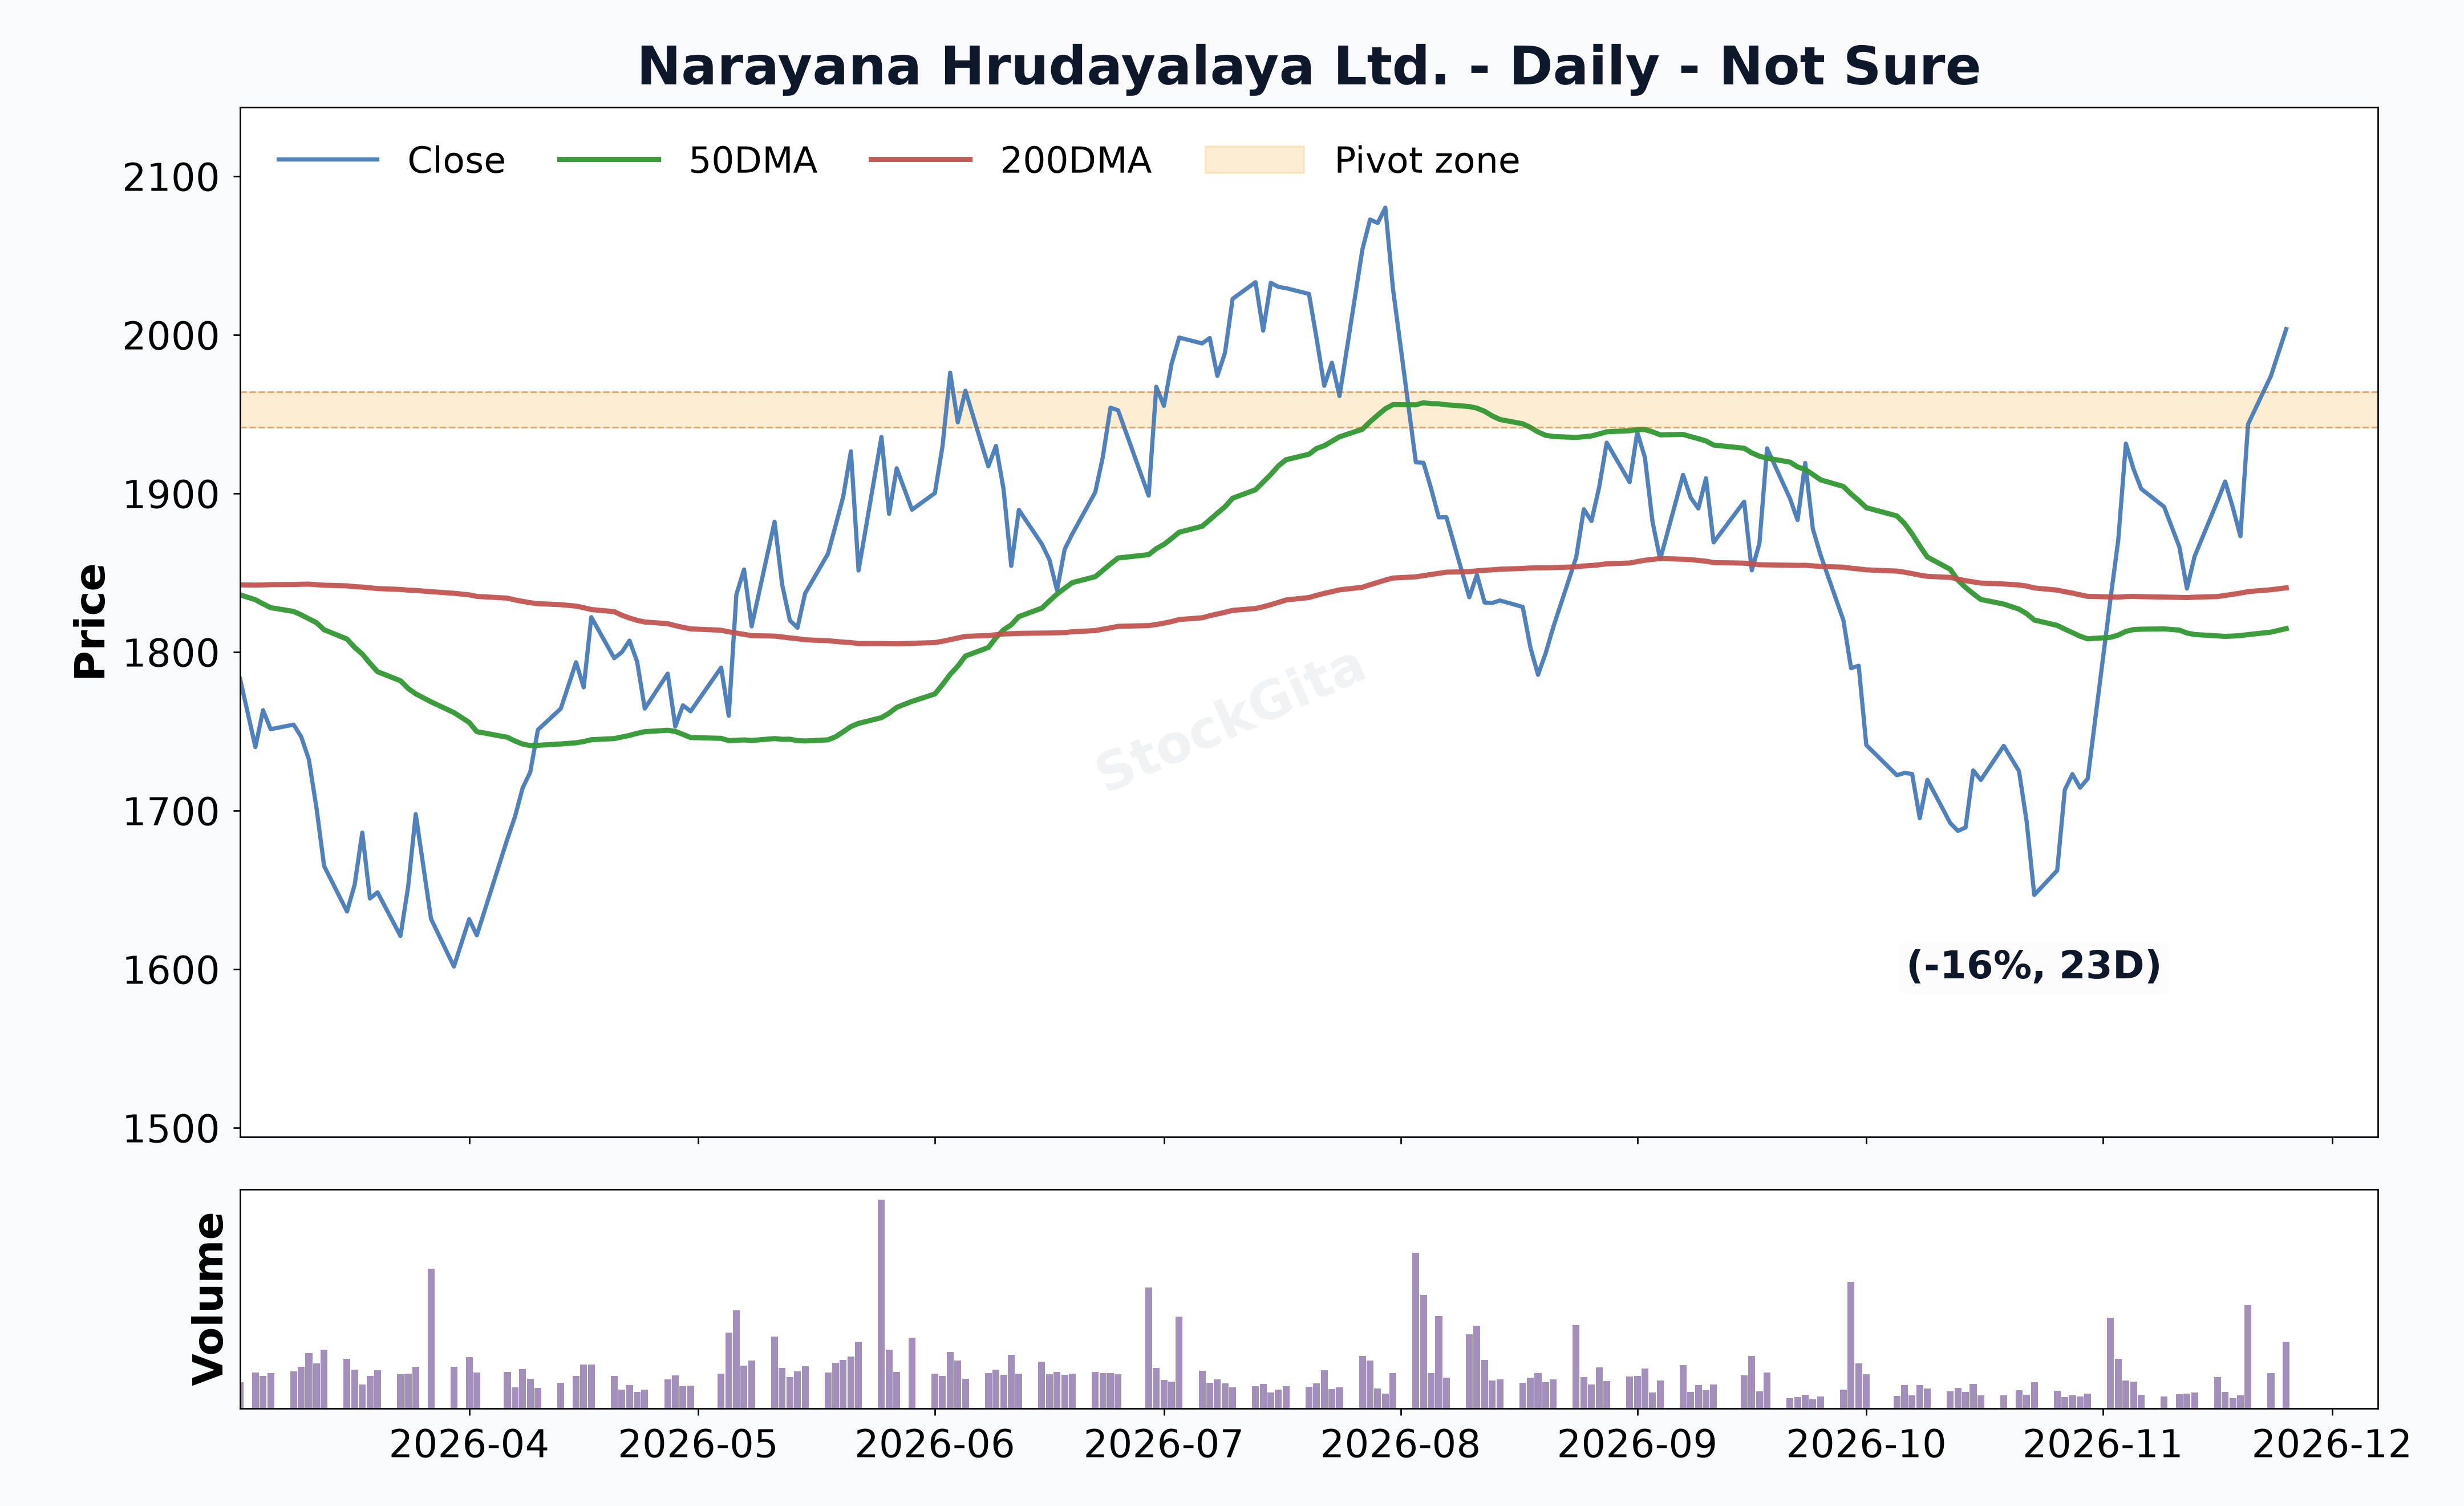 Narayana Hrudayalaya Ltd. - Daily - Not Sure
Close 50DMA 200DMA Pivot zone
Price
2100
2000
1900
1800
1700
1600
1500
StockGita
(-16%, 23D)
Volume
2026-04 2026-05 2026-06 2026-07 2026-08 2026-09 2026-10 2026-11 2026-12